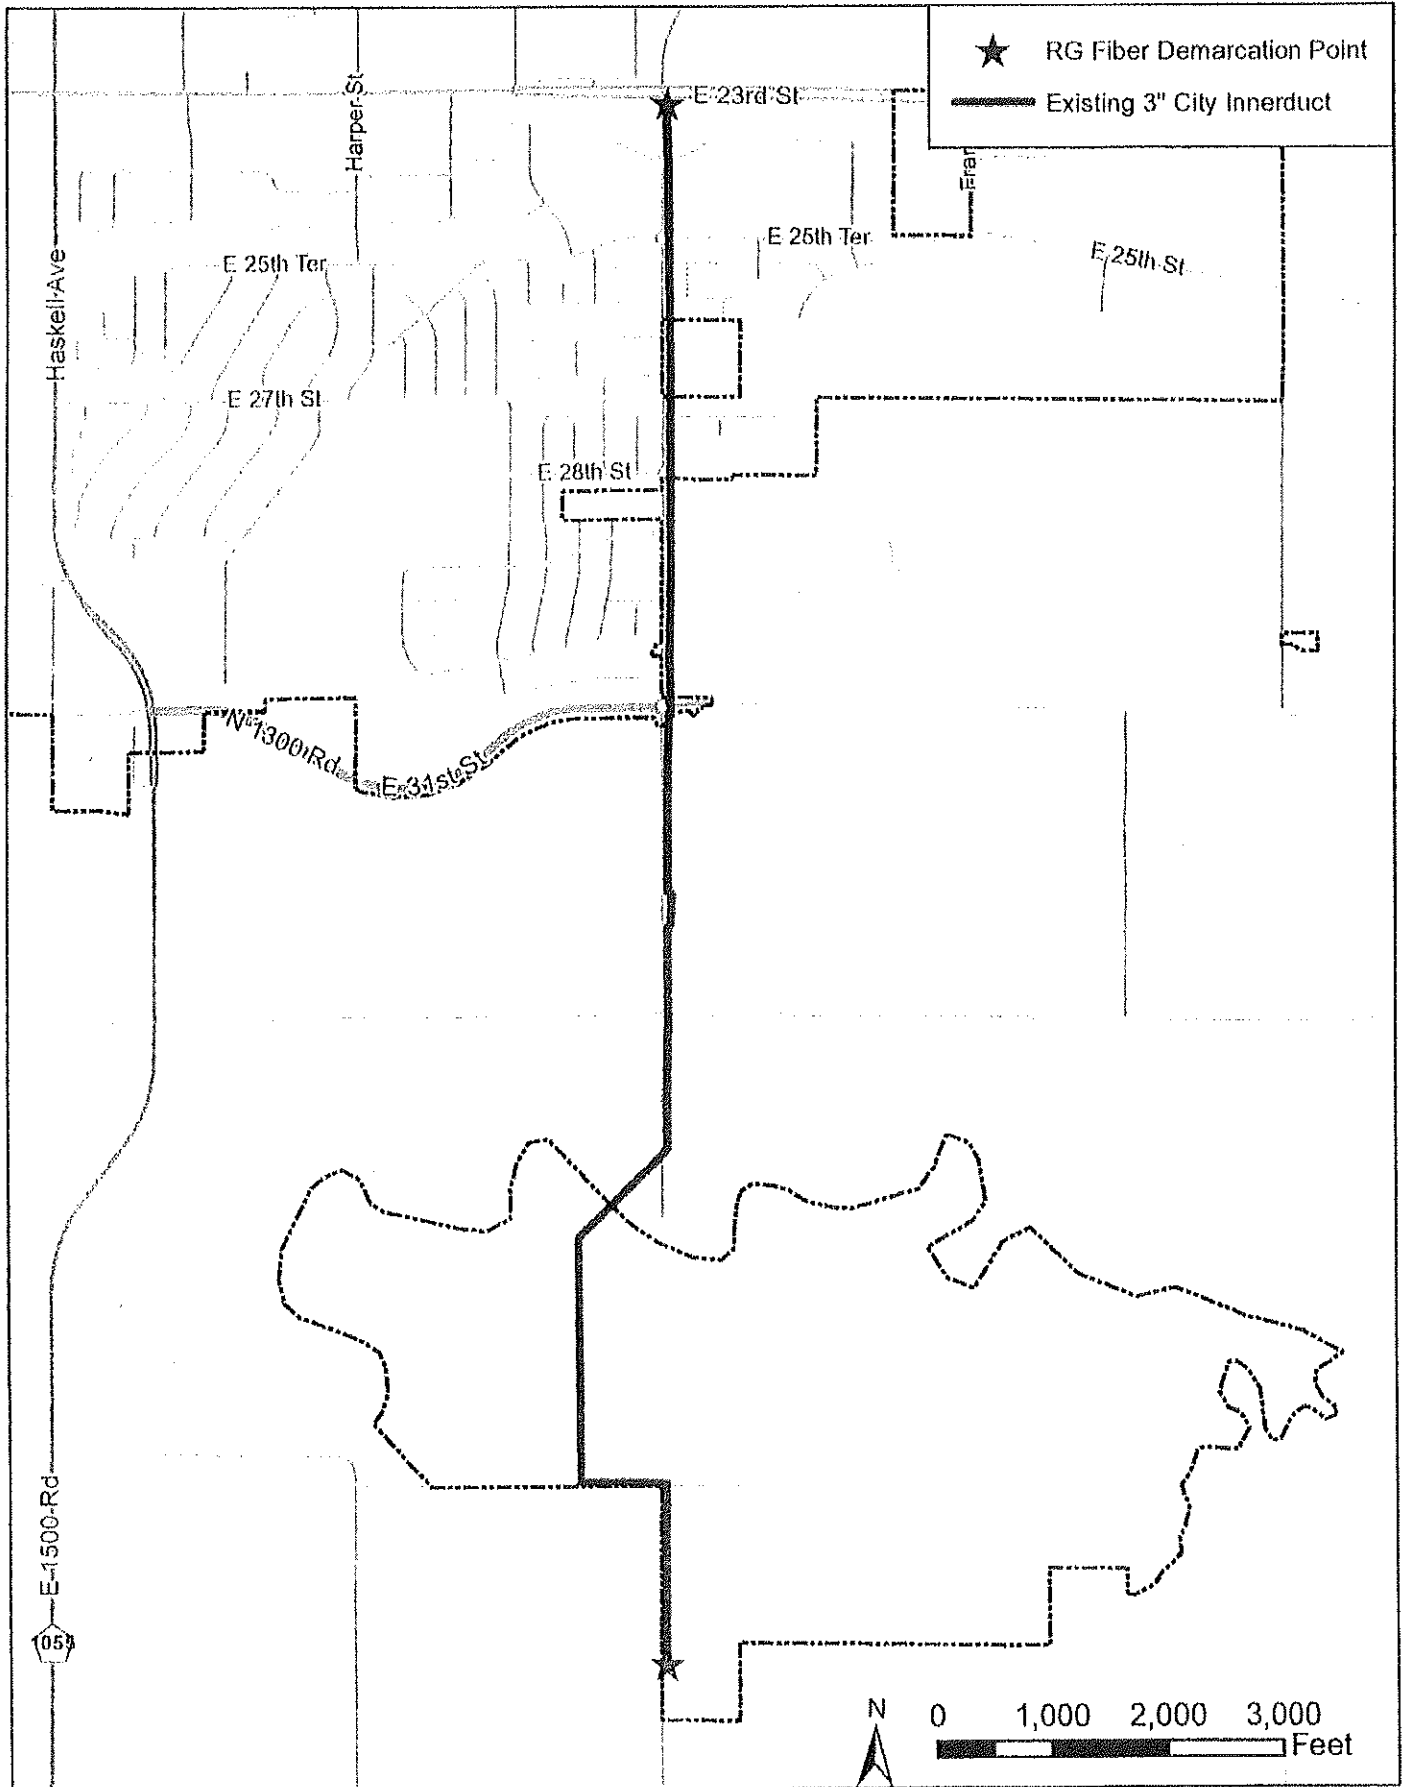 RG Fiber Demarcation Point
Existing 3" City Innerduct
E 23rd St
Harper St
Fran
E 25th Ter
E 25th Ter
E 25th St
Haskell Ave
E 27th St
E 28th St
N 1300 Rd
E 31st St
E 1500 Rd
1055
N
0 1,000 2,000 3,000
Feet